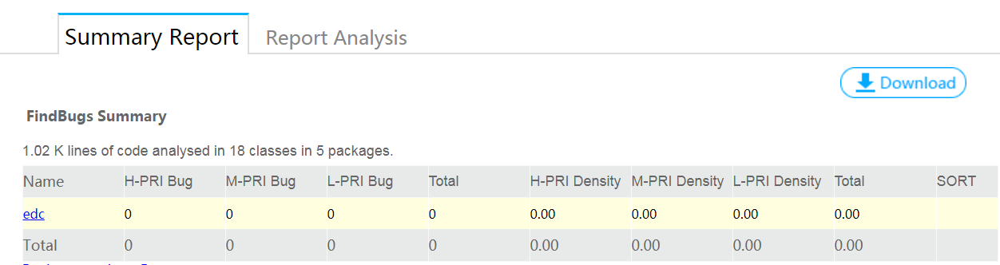 Summary Report Report Analysis
Download
FindBugs Summary
1.02 K lines of code analysed in 18 classes in 5 packages.
Name H-PRI Bug M-PRI Bug L-PRI Bug Total H-PRI Density M-PRI Density L-PRI Density Total SORT
edc 0 0 0 0 0.00 0.00 0.00 0.00
Total 0 0 0 0 0.00 0.00 0.00 0.00